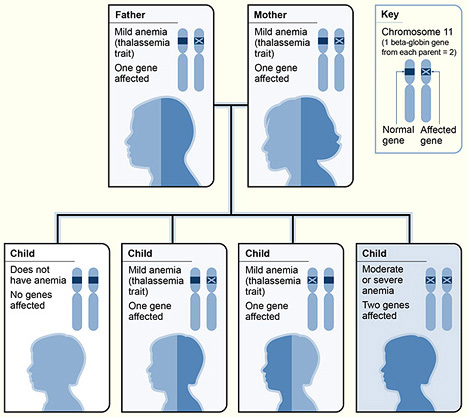 Father
Mild anemia
(thalassemia
trait)
One gene
affected
Mother
Mild anemia
(thalassemia
trait)
One gene
affected
Key
Chromosome 11
(1 beta-globin gene
from each parent = 2)
Normal
gene
Affected
gene
Child
Does not
have anemia
No genes
affected
Child
Mild anemia
(thalassemia
trait)
One gene
affected
Child
Mild anemia
(thalassemia
trait)
One gene
affected
Child
Moderate
or severe
anemia
Two genes
affected